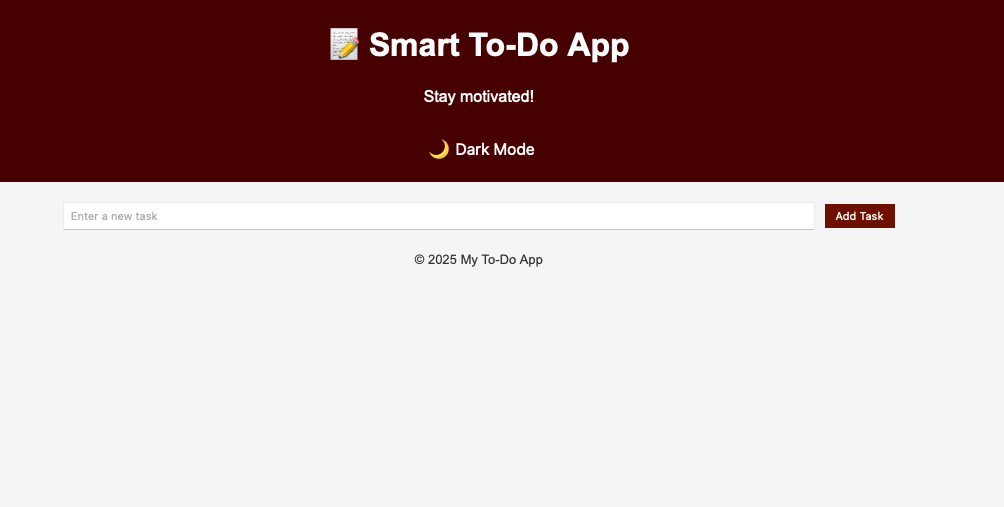 📝 Smart To-Do App
Stay motivated!
🌙 Dark Mode
Enter a new task
Add Task
© 2025 My To-Do App